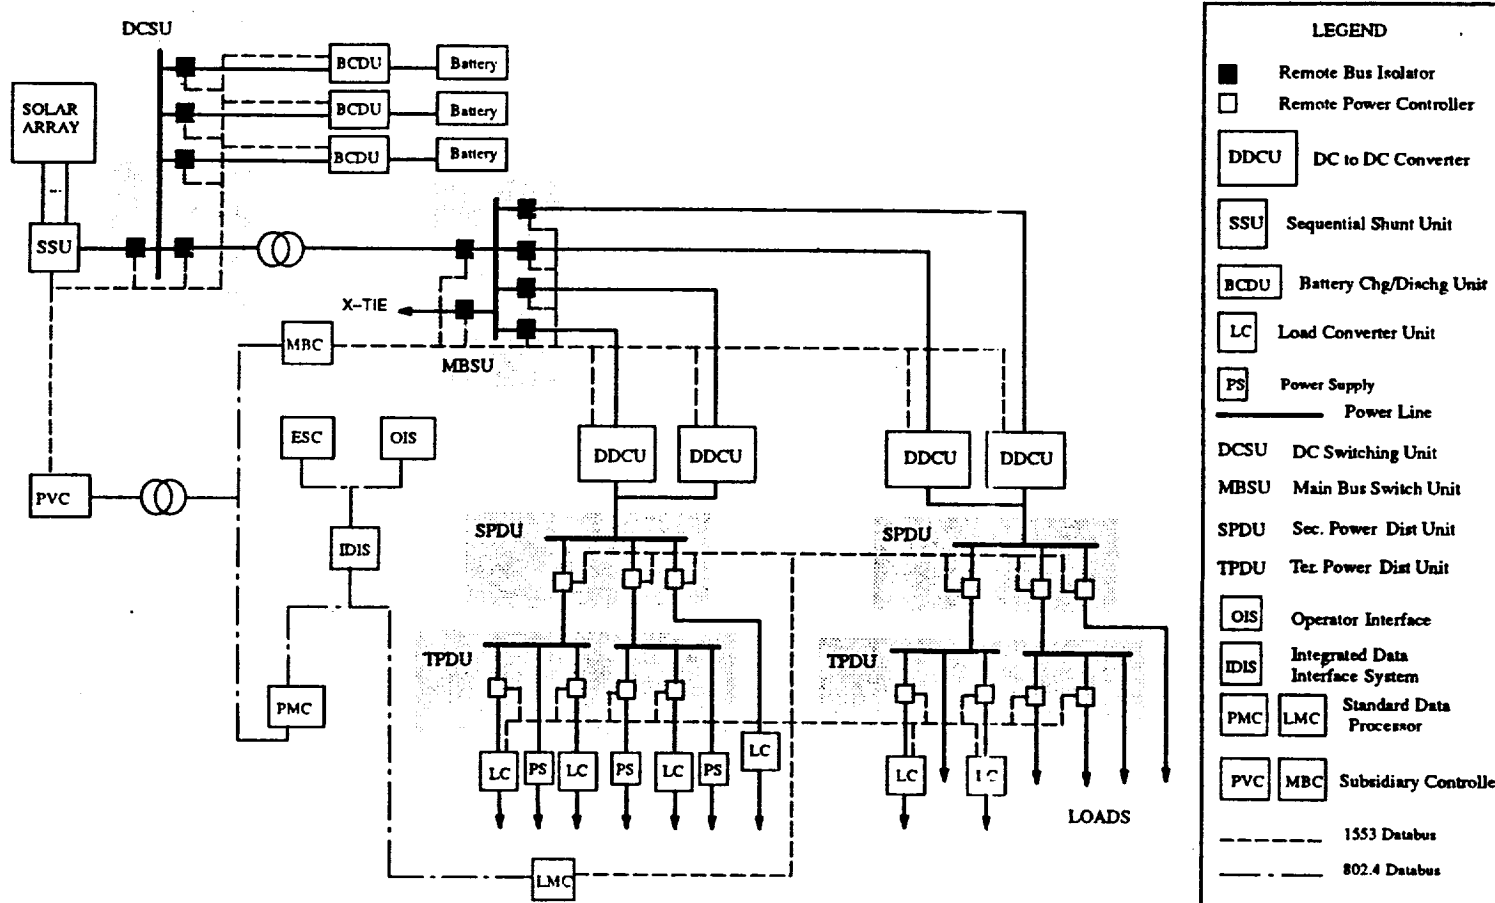 DCSU
BCDU
Battery
BCDU
Battery
BCDU
Battery
SOLAR
ARRAY
...
SSU
X-TIE
MBC
MBSU
ESC
OIS
DDCU
DDCU
DDCU
DDCU
PVC
IDIS
SPDU
SPDU
TPDU
TPDU
PMC
LC
PS
LC
PS
LC
PS
LC
LC
LC
LOADS
LMC
LEGEND
Remote Bus Isolator
Remote Power Controller
DDCU DC to DC Converter
SSU Sequential Shunt Unit
BCDU Battery Chg/Dischg Unit
LC Load Converter Unit
PS Power Supply
Power Line
DCSU DC Switching Unit
MBSU Main Bus Switch Unit
SPDU Sec. Power Dist Unit
TPDU Ter. Power Dist Unit
OIS Operator Interface
IDIS Integrated Data
Interface System
PMC LMC Standard Data
Processor
PVC MBC Subsidiary Controlle
1553 Databus
802.4 Databus